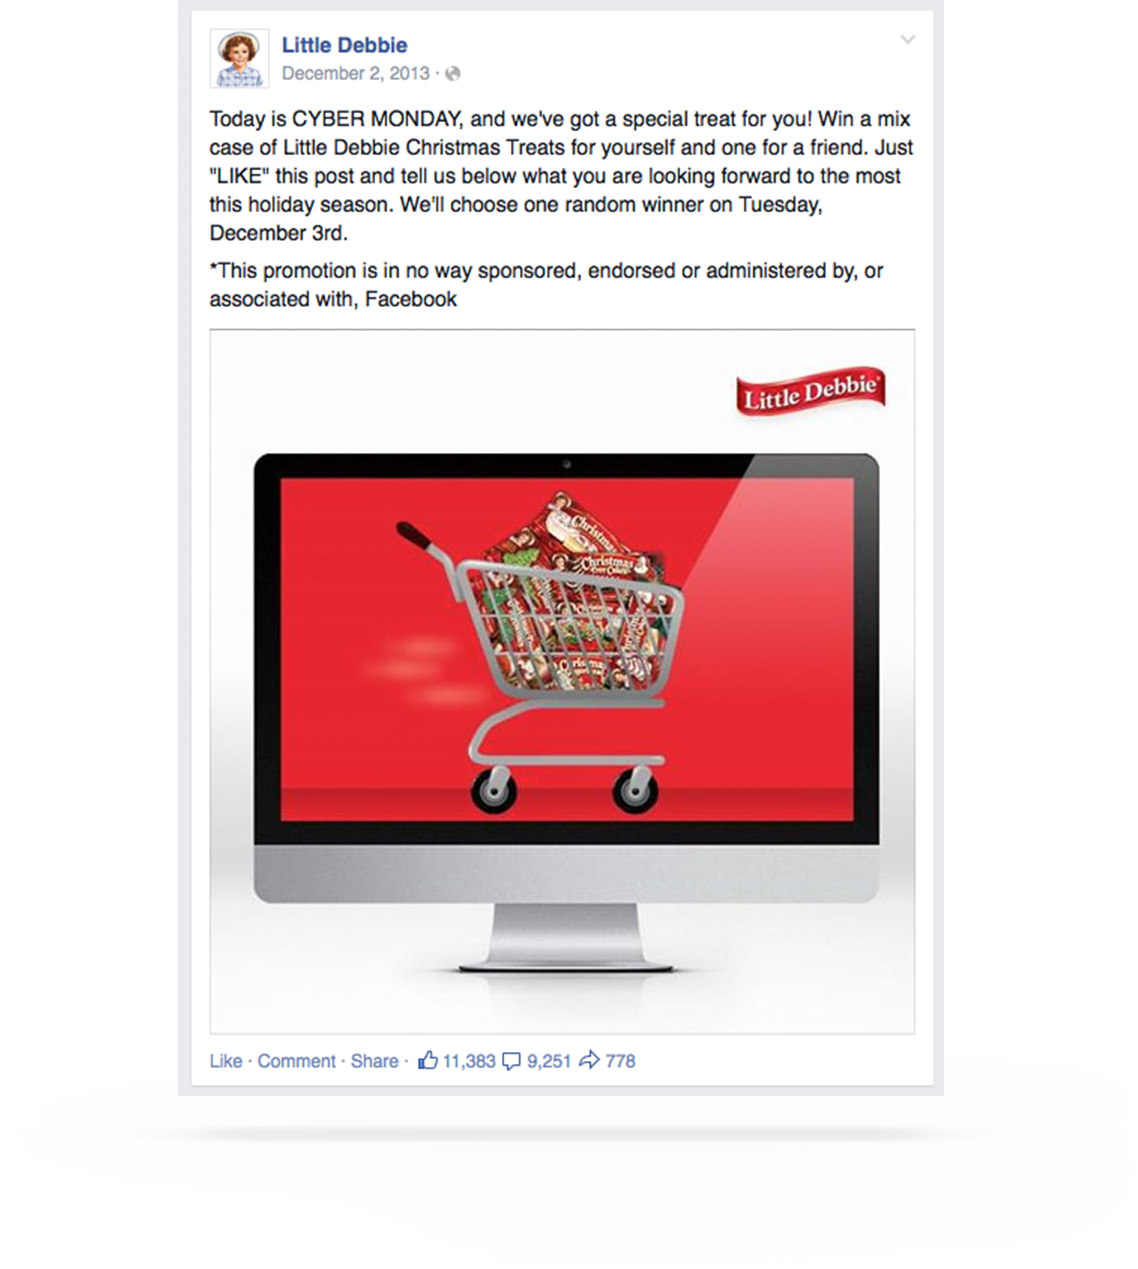 Little Debbie
December 2, 2013 ·
Today is CYBER MONDAY, and we've got a special treat for you! Win a mix
case of Little Debbie Christmas Treats for yourself and one for a friend. Just
"LIKE" this post and tell us below what you are looking forward to the most
this holiday season. We'll choose one random winner on Tuesday,
December 3rd.
*This promotion is in no way sponsored, endorsed or administered by, or
associated with, Facebook
Little Debbie
Christmas
Christmas
Like · Comment · Share · 11,383 9,251 778